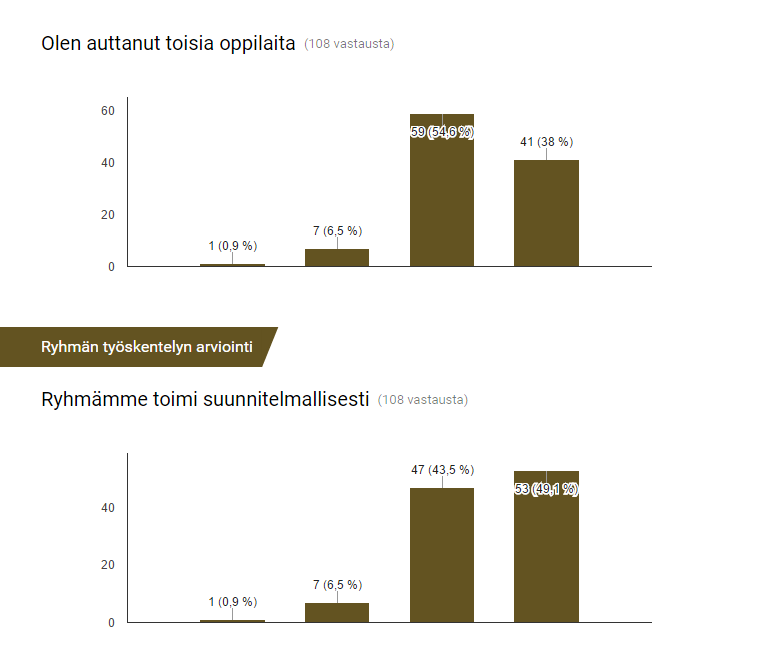 Olen auttanut toisia oppilaita (108 vastausta)
60
59 (54,6 %)
41 (38 %)
40
20
7 (6,5 %)
1 (0,9 %)
0
Ryhmän työskentelyn arviointi
Ryhmämme toimi suunnitelmallisesti (108 vastausta)
47 (43,5 %)
53 (49,1 %)
40
20
7 (6,5 %)
1 (0,9 %)
0